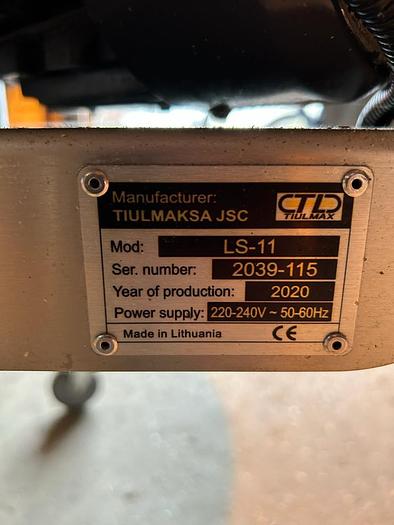 Manufacturer:
TIULMAKSA JSC
CTLD
TIULMAX
Mod: LS-11
Ser. number: 2039-115
Year of production: 2020
Power supply: 220-240V ~ 50-60Hz
Made in Lithuania CE